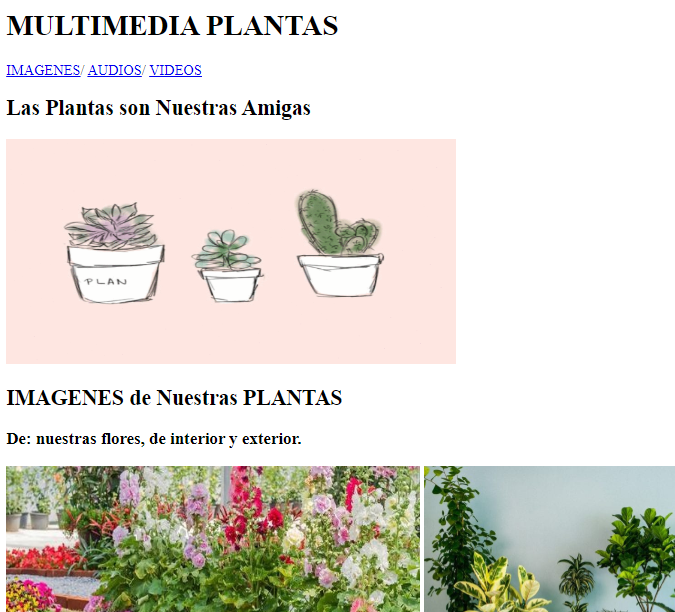 MULTIMEDIA PLANTAS
IMAGENES/ AUDIOS/ VIDEOS
Las Plantas son Nuestras Amigas
PLAN
IMAGENES de Nuestras PLANTAS
De: nuestras flores, de interior y exterior.